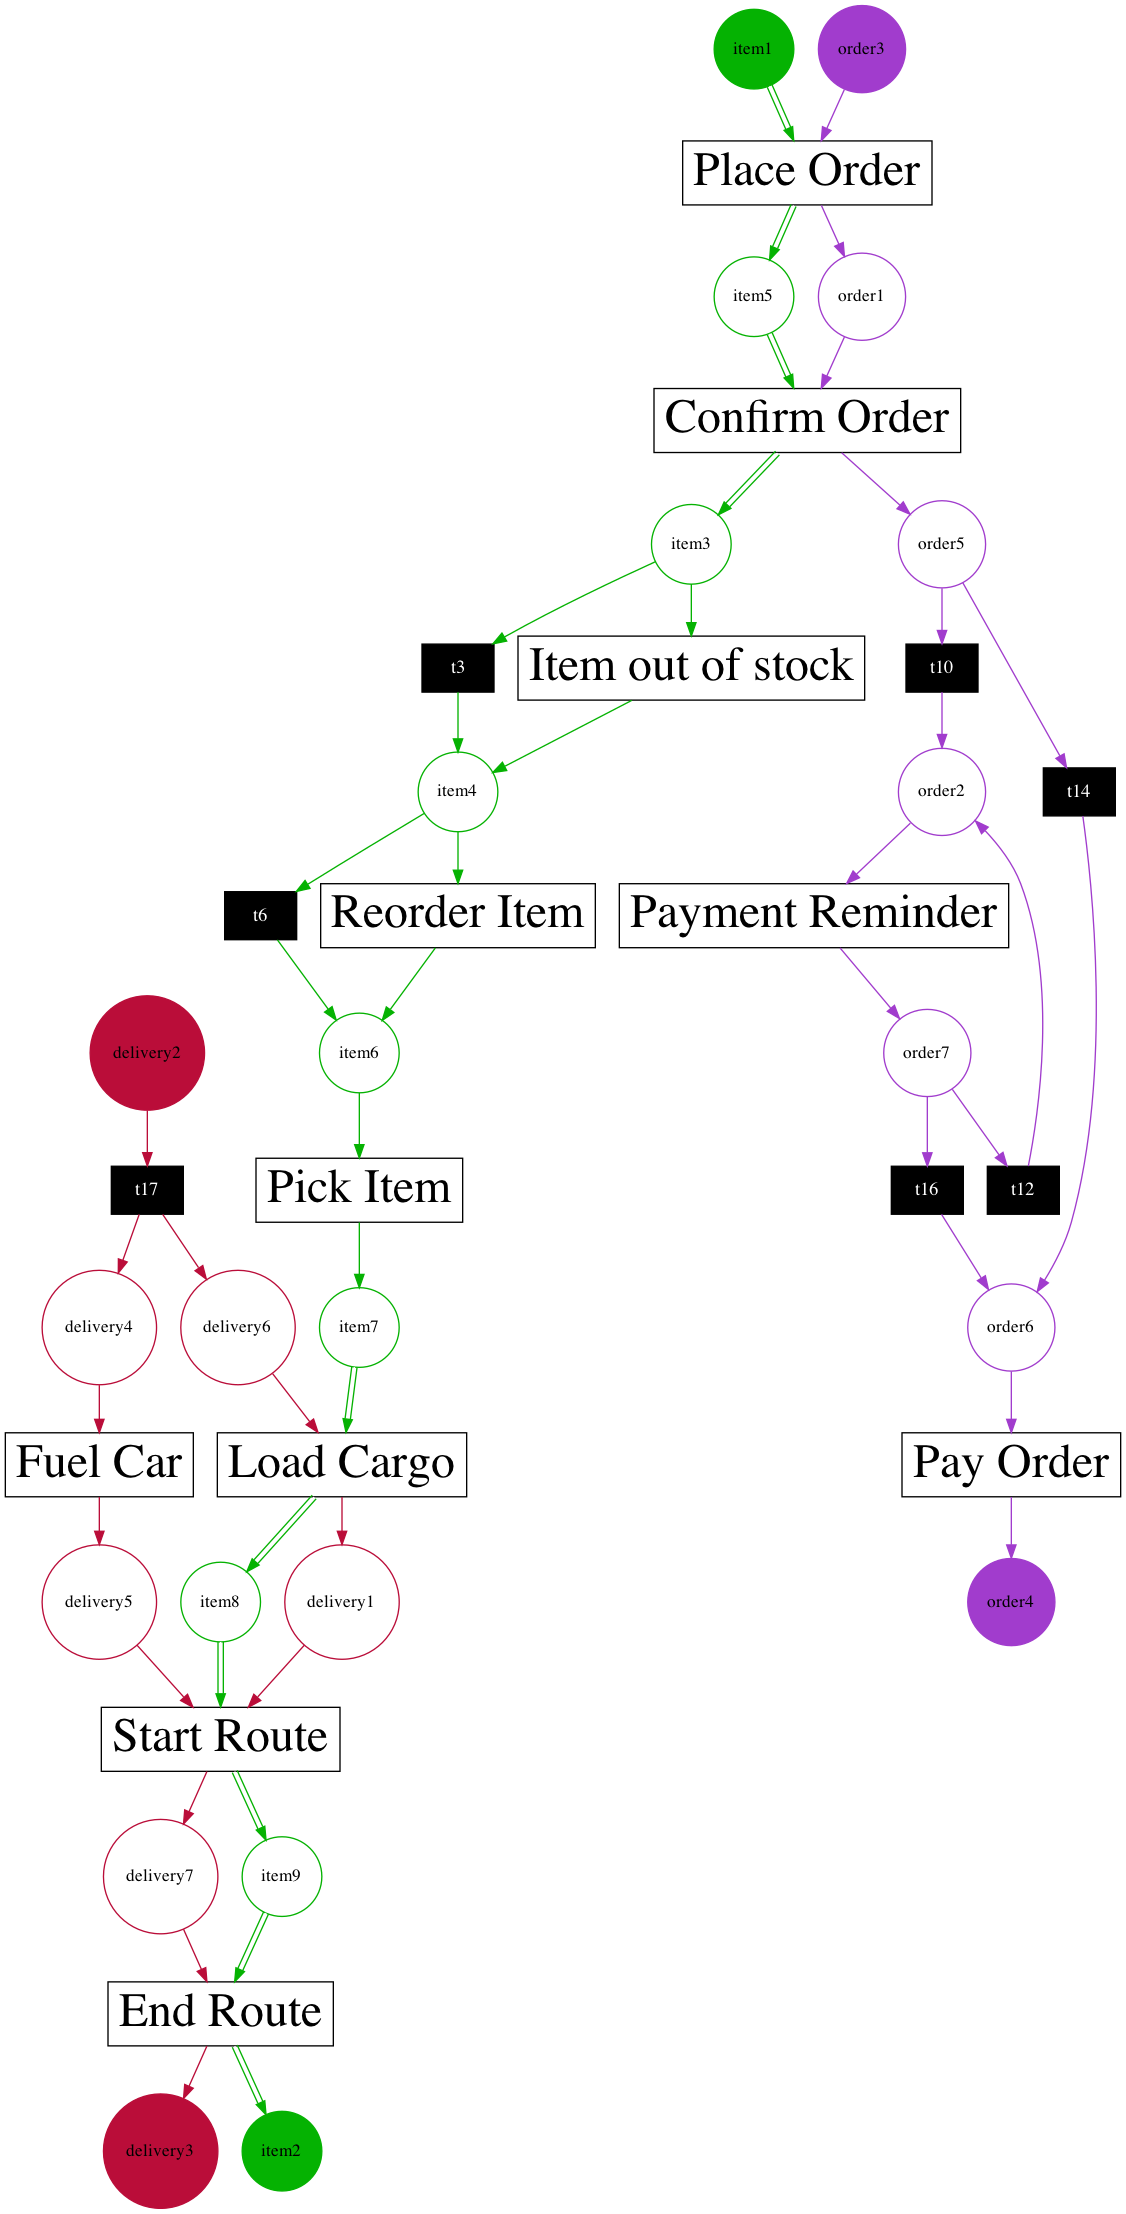 item1
order3
Place Order
item5
order1
Confirm Order
item3
order5
t3
Item out of stock
t10
item4
order2
t14
t6
Reorder Item
Payment Reminder
delivery2
item6
order7
t17
Pick Item
t16
t12
delivery4
delivery6
item7
order6
Fuel Car
Load Cargo
Pay Order
delivery5
item8
delivery1
order4
Start Route
delivery7
item9
End Route
delivery3
item2